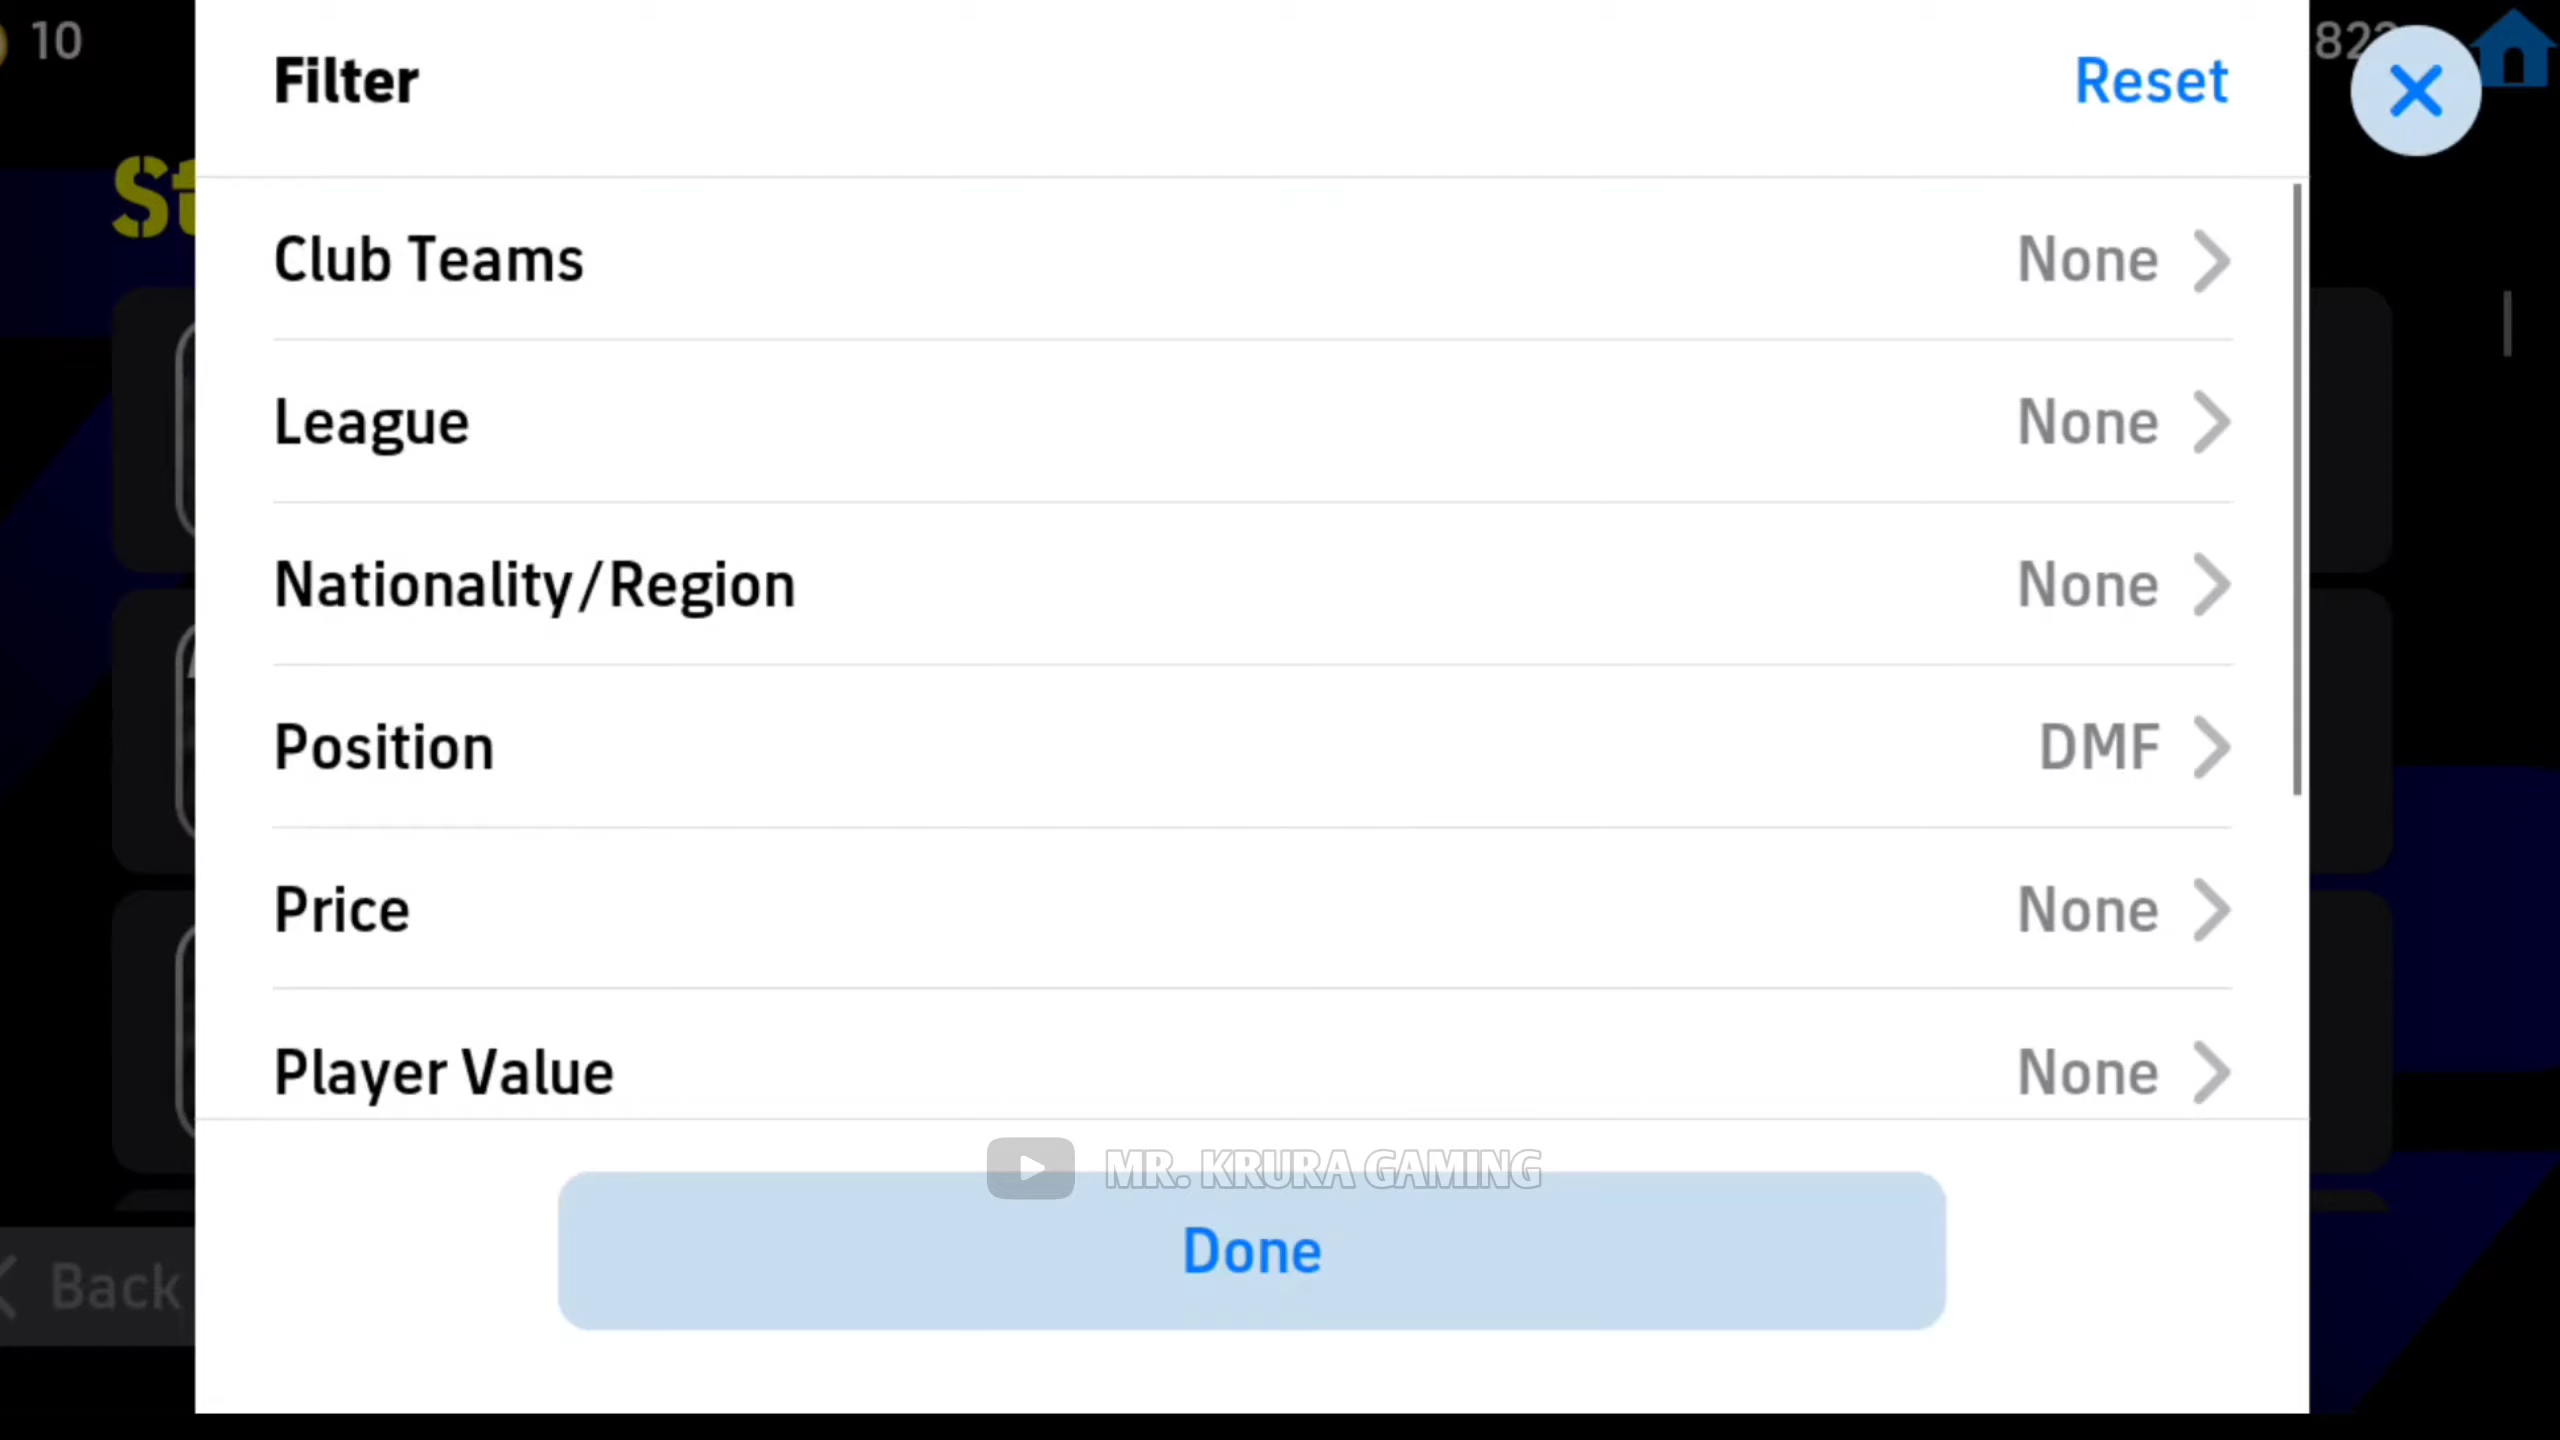 10
Filter
Reset
Club Teams
None
League
None
Nationality/Region
None
Position
DMF
Price
None
Player Value
None
MR. KRURA GAMING
Done
Back